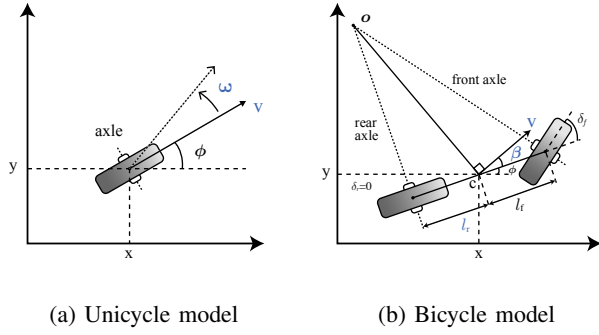 ω
v
axle
ϕ
y
x
(a) Unicycle model
o
front axle
v
δf
rear
axle
β
ϕ
y
c
δr=0
lf
lr
x
(b) Bicycle model